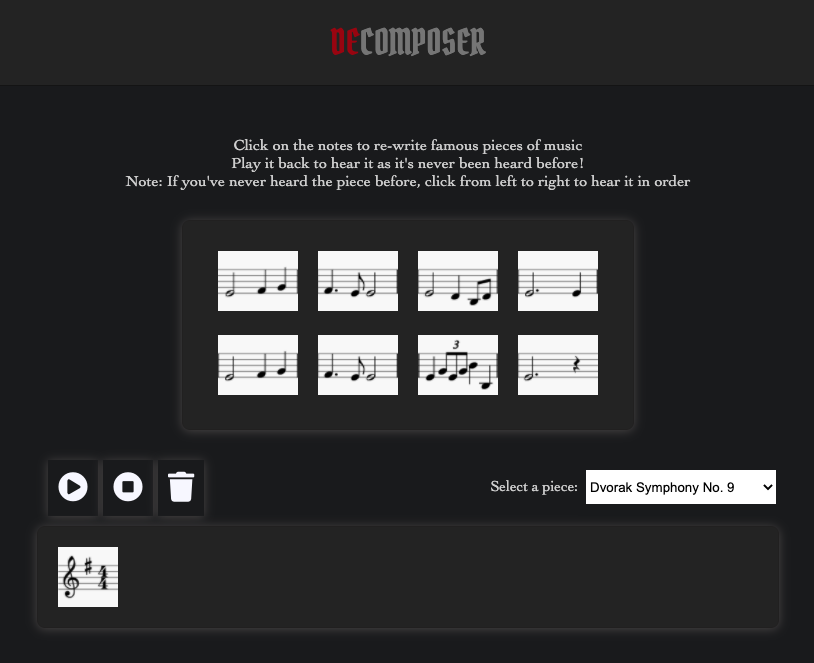 DECOMPOSER
Click on the notes to re-write famous pieces of music
Play it back to hear it as it's never been heard before!
Note: If you've never heard the piece before, click from left to right to hear it in order
3
Select a piece: Dvorak Symphony No. 9
4
4